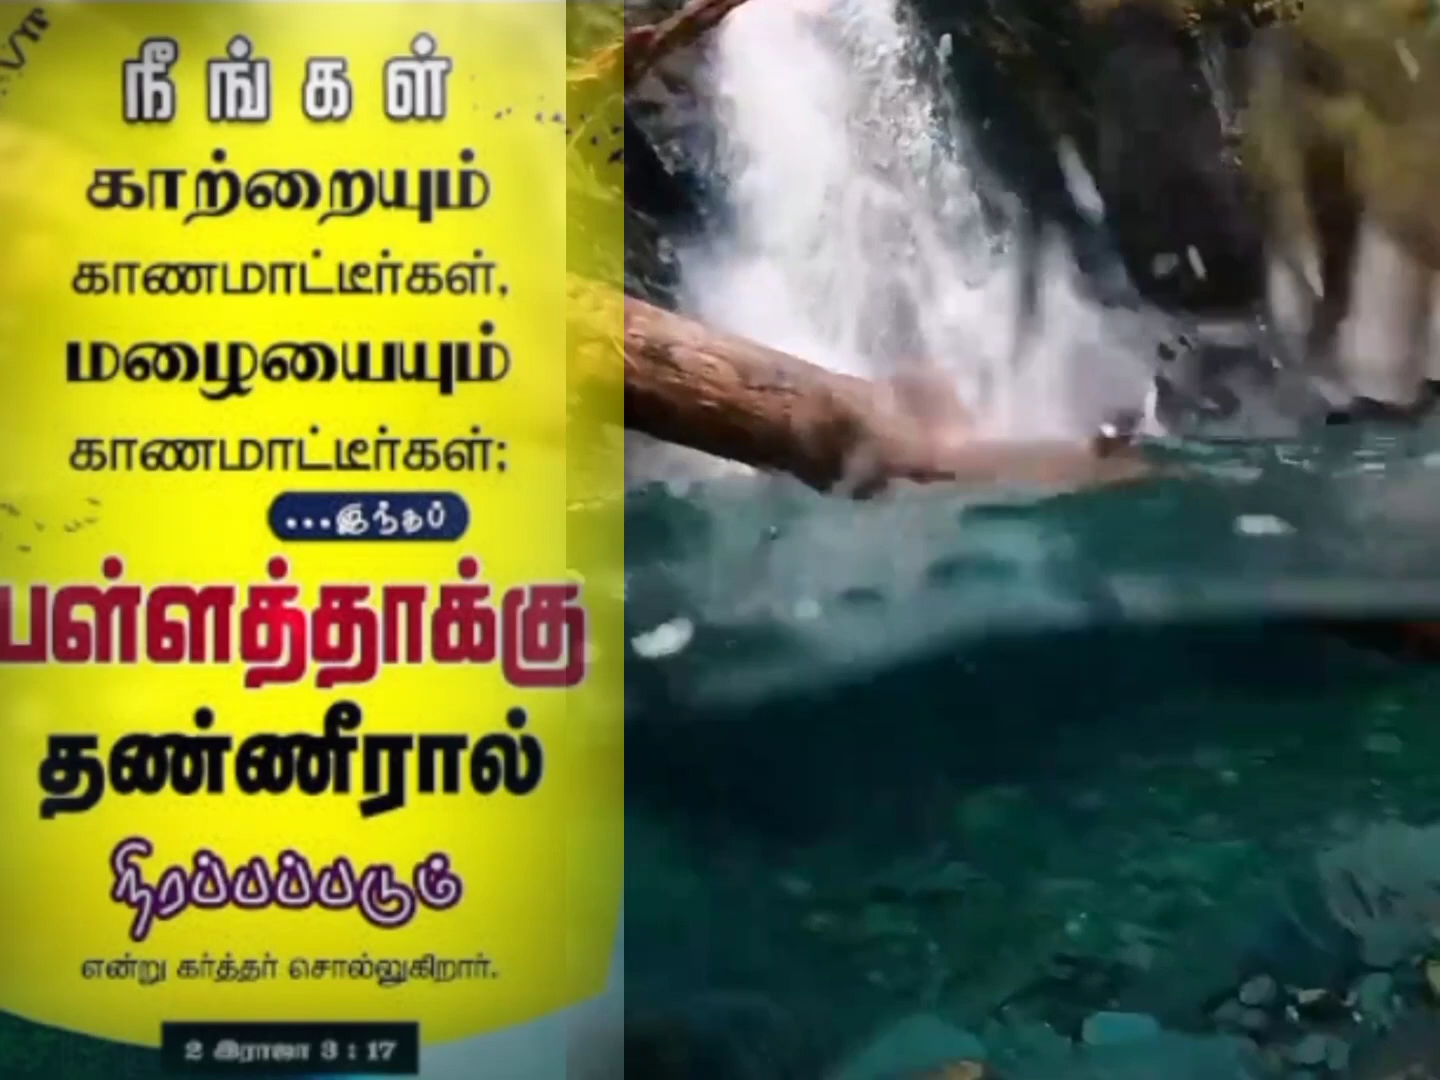 நீங்கள்
காற்றையும்
காணமாட்டீர்கள்,
மழையையும்
காணமாட்டீர்கள்;
...இந்தப்
பள்ளத்தாக்கு
தண்ணீரால்
நிரப்பப்படும்
என்று கர்த்தர் சொல்லுகிறார்.
2 இராஜா 3 : 17